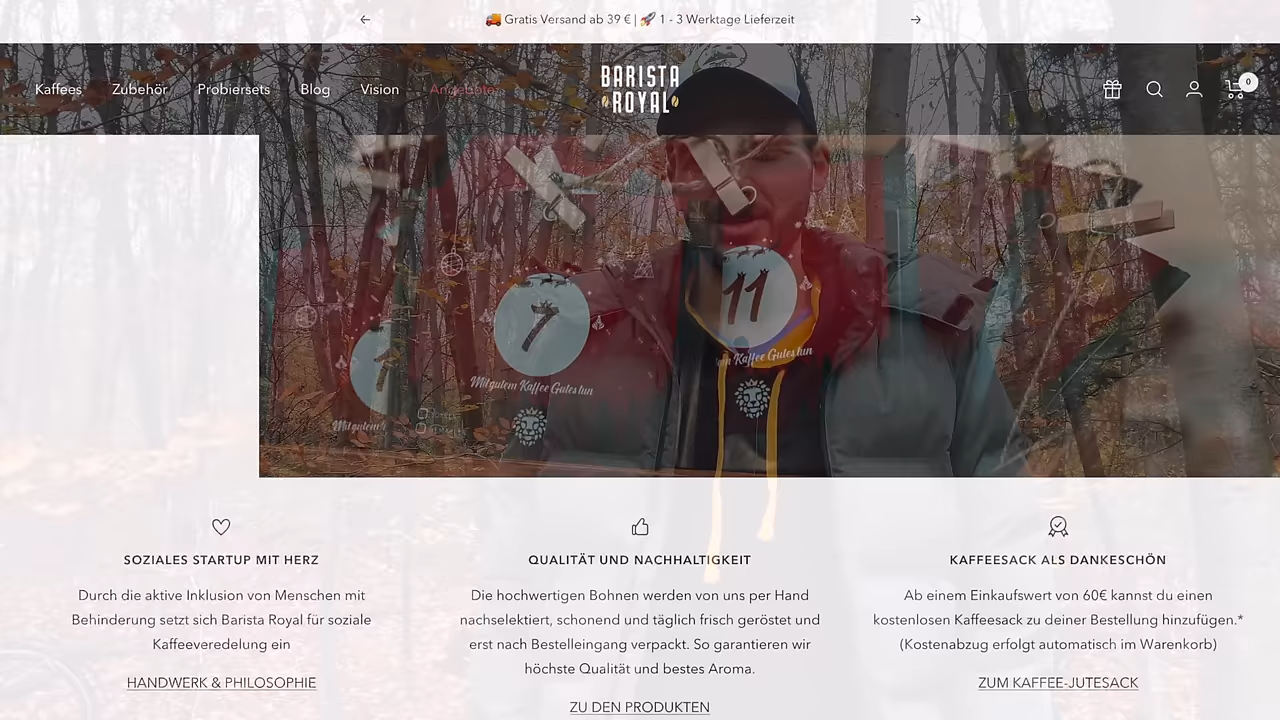 🚚 Gratis Versand ab 39 € | 🚀 1 - 3 Werktage Lieferzeit
Kaffees Zubehör Probiersets Blog Vision Angebote
BARISTA
ROYAL
0
11
7
1
Kaffee Gutes tun
Mit gutem Kaffee Gutes tun
Mit gutem
SOZIALES STARTUP MIT HERZ
Durch die aktive Inklusion von Menschen mit
Behinderung setzt sich Barista Royal für soziale
Kaffeeveredelung ein
HANDWERK & PHILOSOPHIE
QUALITÄT UND NACHHALTIGKEIT
Die hochwertigen Bohnen werden von uns per Hand
nachselektiert, schonend und täglich frisch geröstet und
erst nach Bestelleingang verpackt. So garantieren wir
höchste Qualität und bestes Aroma.
ZU DEN PRODUKTEN
KAFFEESACK ALS DANKESCHÖN
Ab einem Einkaufswert von 60€ kannst du einen
kostenlosen Kaffeesack zu deiner Bestellung hinzufügen.*
(Kostenabzug erfolgt automatisch im Warenkorb)
ZUM KAFFEE-JUTESACK